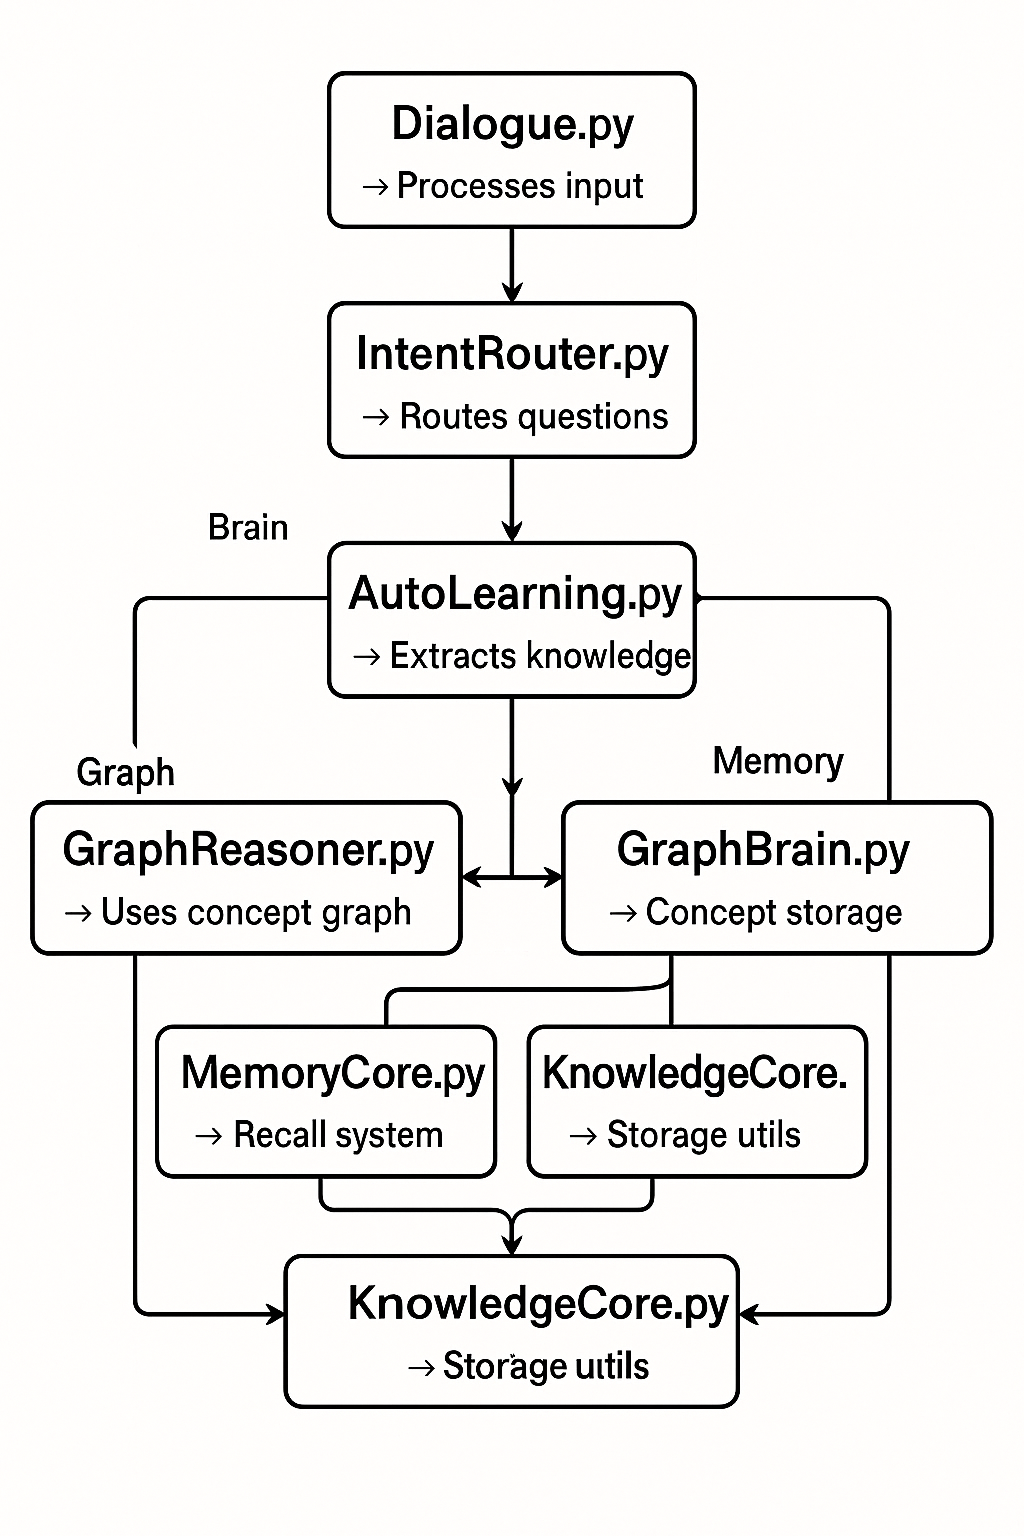 Dialogue.py
→ Processes input
IntentRouter.py
→ Routes questions
Brain
AutoLearning.py
→ Extracts knowledge
Graph
Memory
GraphReasoner.py
→ Uses concept graph
GraphBrain.py
→ Concept storage
MemoryCore.py
→ Recall system
KnowledgeCore.
→ Storage utils
KnowledgeCore.py
→ Storage utils